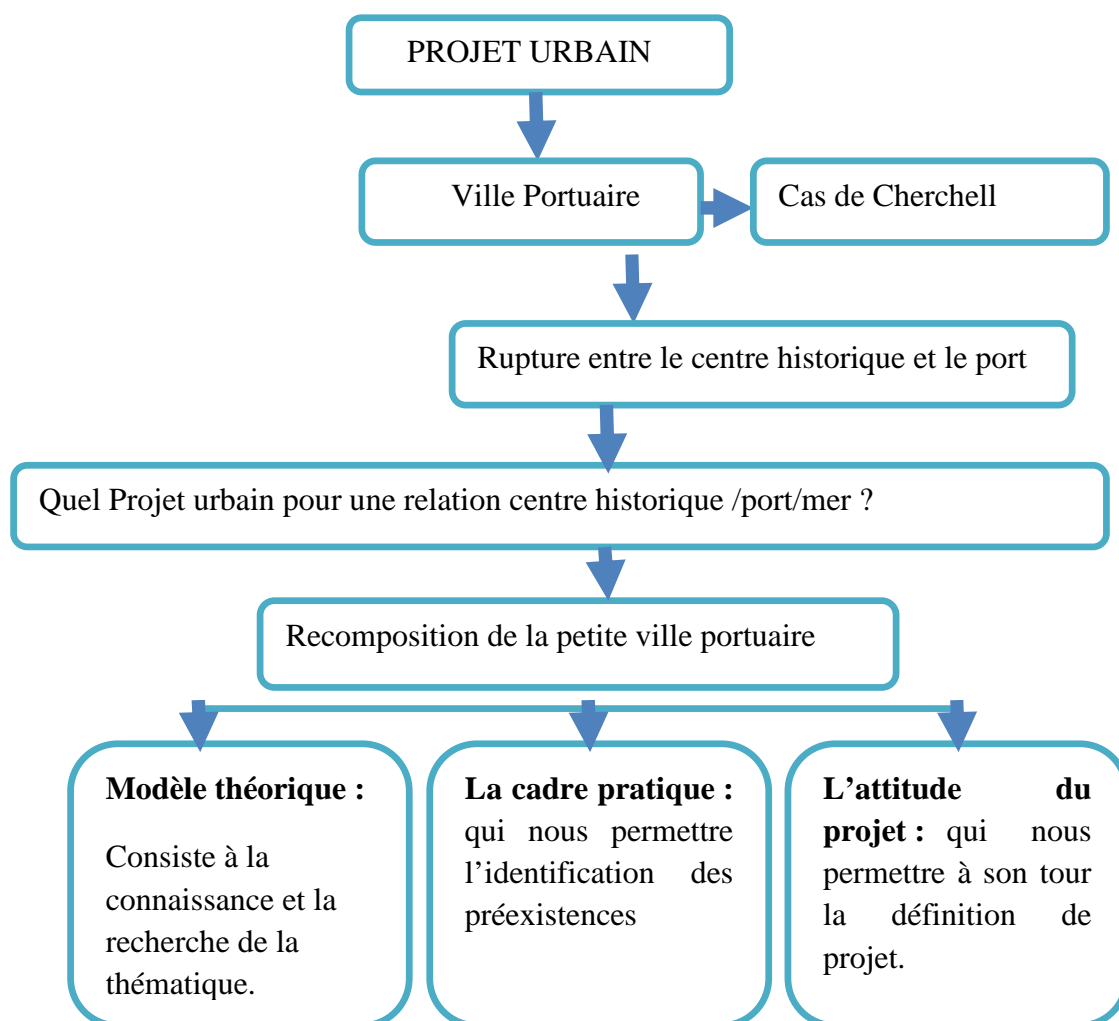 PROJET URBAIN
Ville Portuaire
Cas de Cherchell
Rupture entre le centre historique et le port
Quel Projet urbain pour une relation centre historique /port/mer ?
Recomposition de la petite ville portuaire
Modèle théorique :
Consiste à la
connaissance et la
recherche de la
thématique.
La cadre pratique :
qui nous permettre
l’identification des
préexistences
L’attitude du
projet : qui nous
permettre à son tour
la définition de
projet.